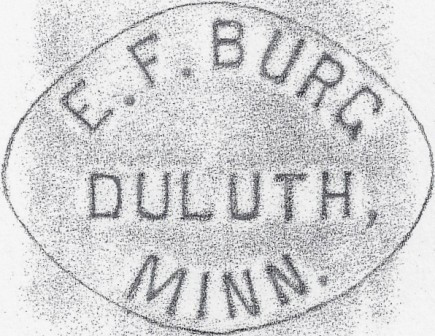 E. F. BURG
DULUTH,
MINN.